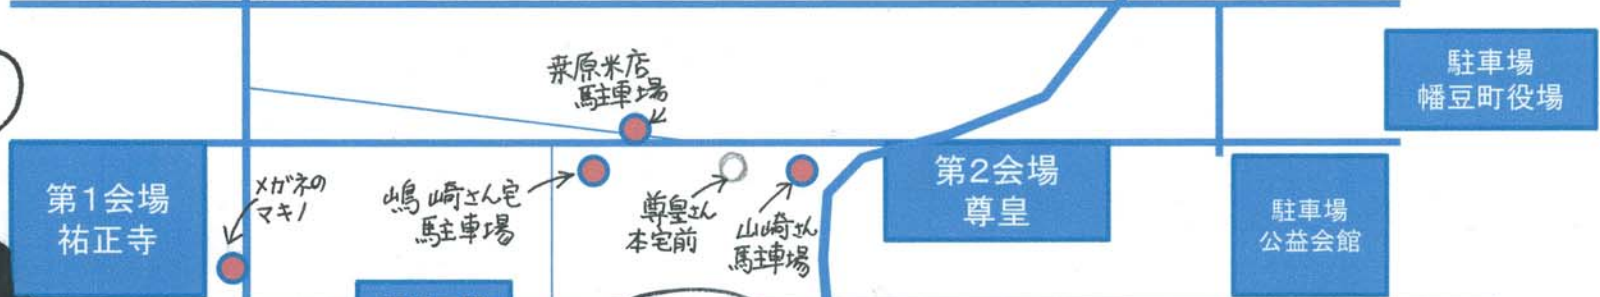 桒原米店
駐車場
駐車場
幡豆町役場
第1会場
祐正寺
メガネの
マキノ
嶋崎さん宅
駐車場
尊皇さん
本宅前
山崎さん
駐車場
第2会場
尊皇
駐車場
公益会館